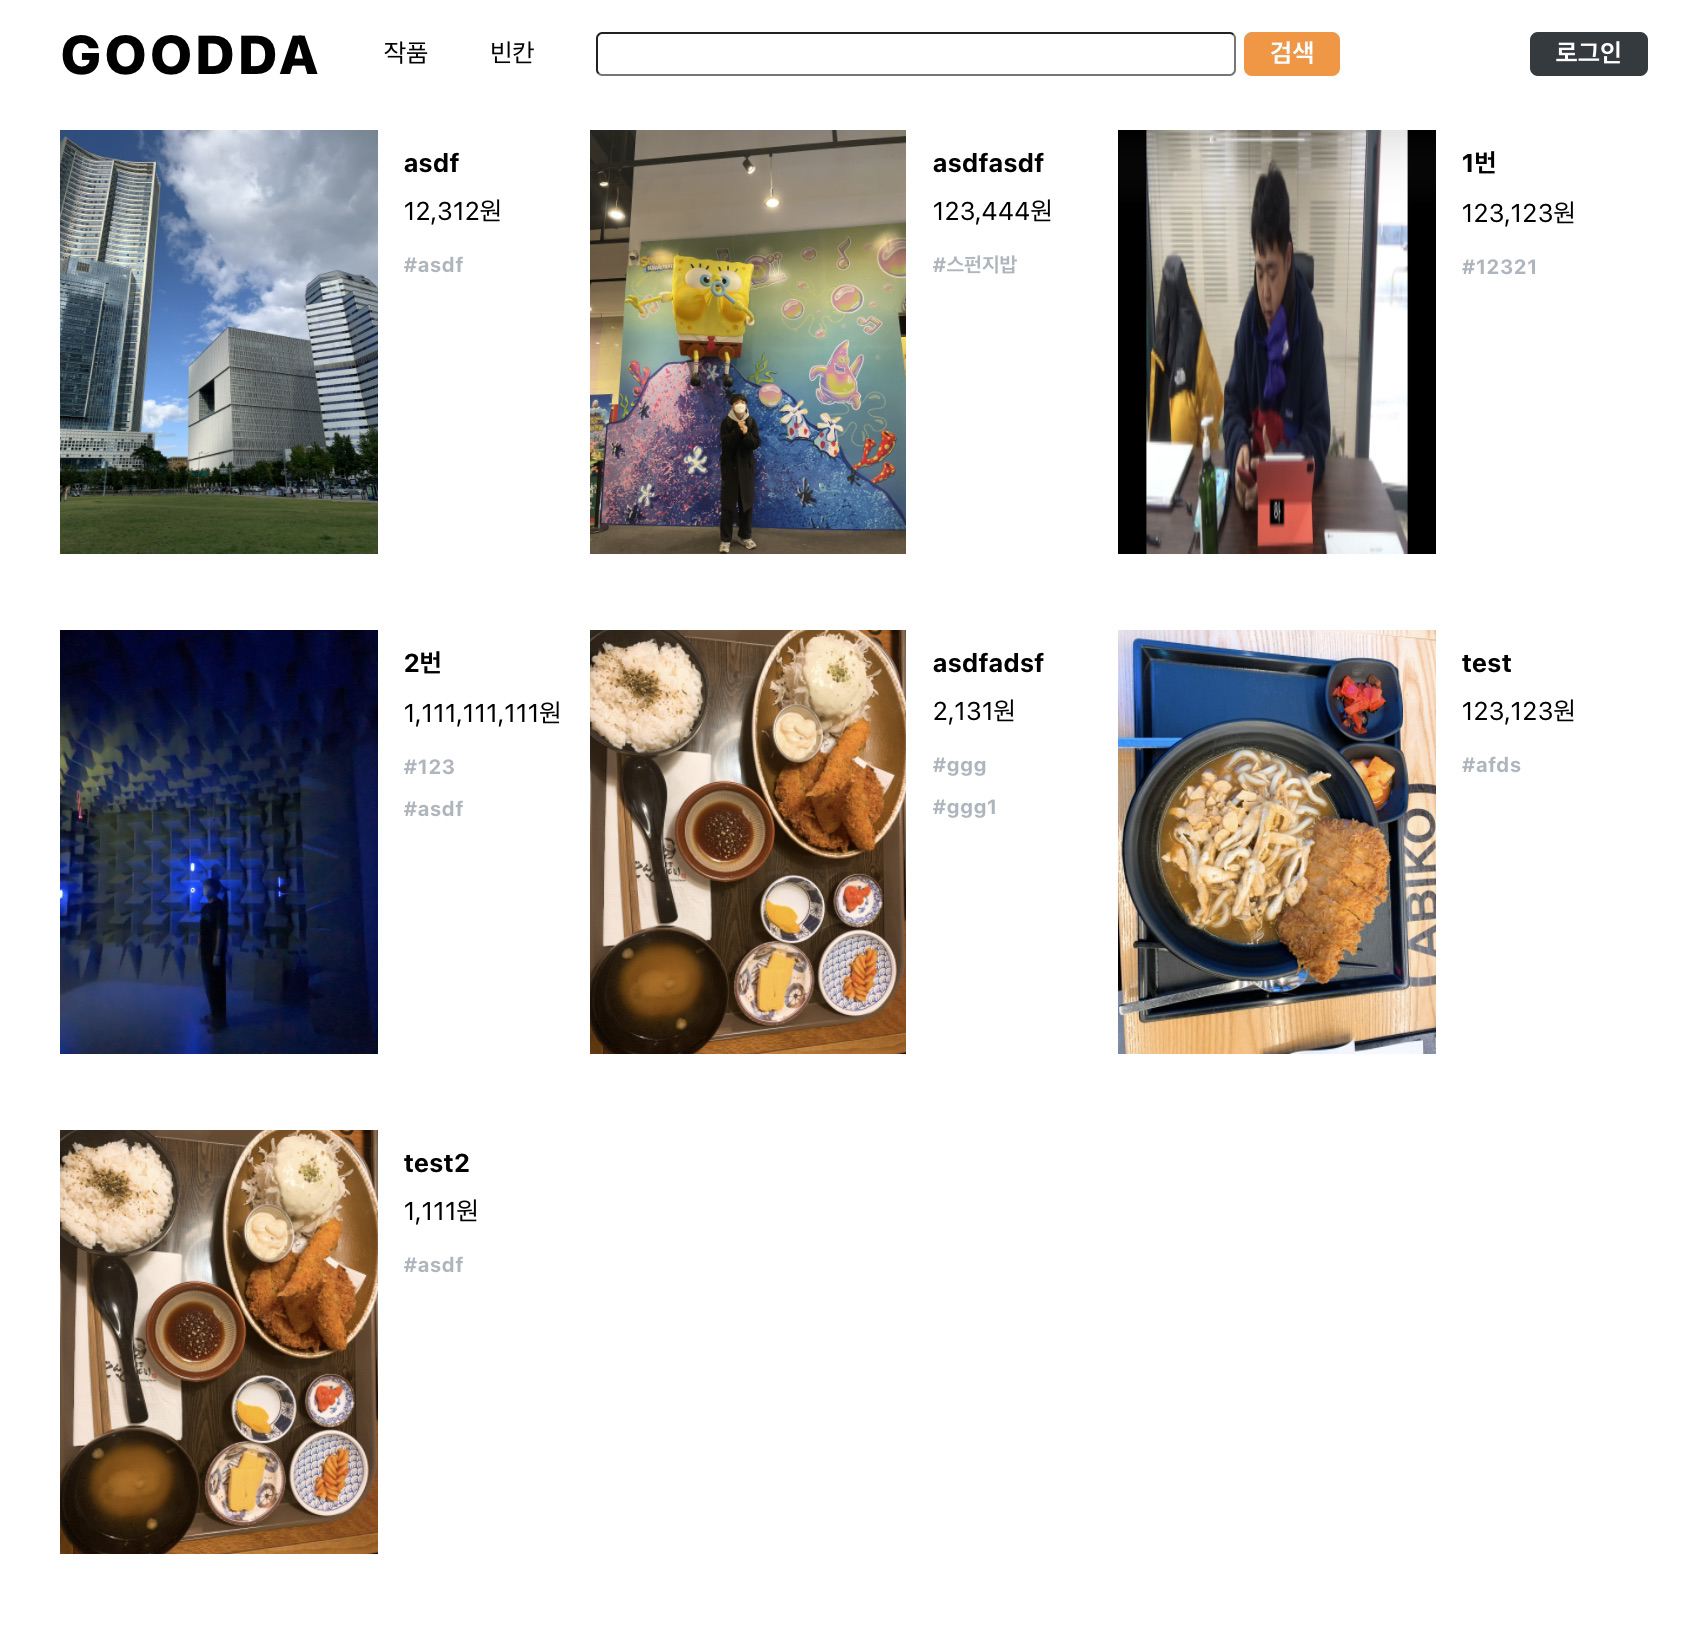 GOODDA
작품
빈칸
검색
로그인
asdf
12,312원
#asdf
asdfasdf
123,444원
#스펀지밥
1번
123,123원
#12321
하
2번
1,111,111,111원
#123
#asdf
asdfadsf
2,131원
#ggg
#ggg1
test
123,123원
#afds
ABIKO
test2
1,111원
#asdf